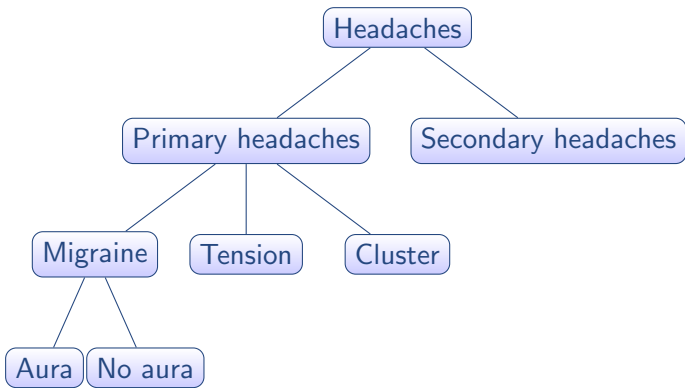 Headaches
Primary headaches
Secondary headaches
Migraine
Tension
Cluster
Aura
No aura